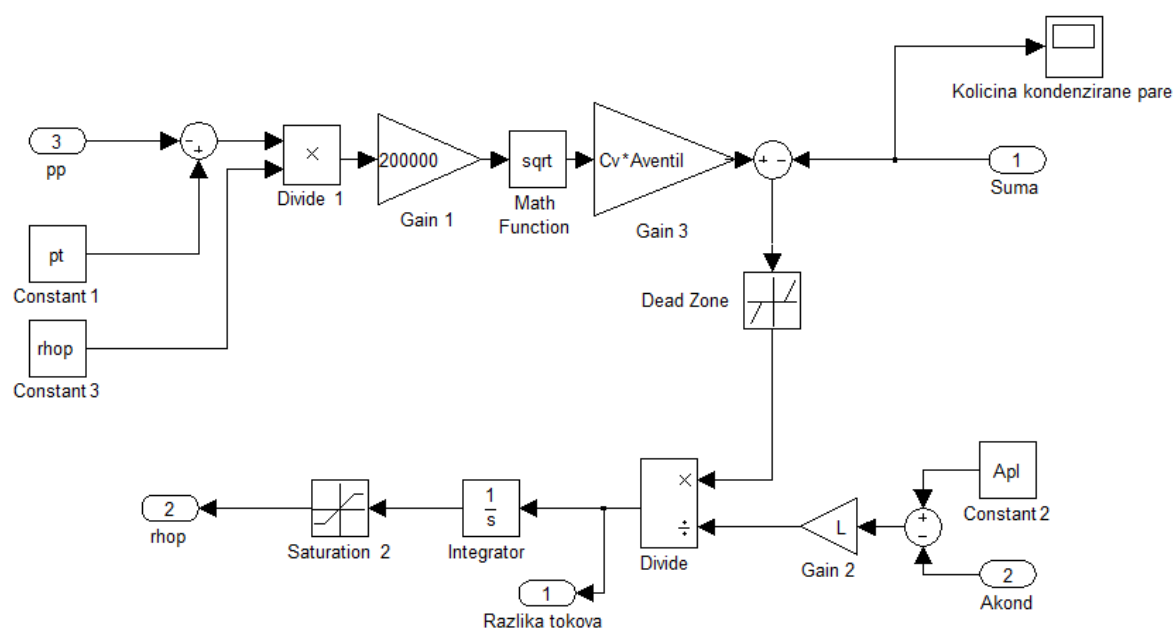 Kolicina kondenzirane pare
3
pp
-
+
×
Divide 1
200000
Gain 1
sqrt
Math
Function
Cv*Aventil
Gain 3
+ −
1
Suma
pt
Constant 1
rhop
Constant 3
Dead Zone
2
rhop
Saturation 2
1
s
Integrator
×
÷
Divide
L
Gain 2
+
−
Apl
Constant 2
2
Akond
1
Razlika tokova